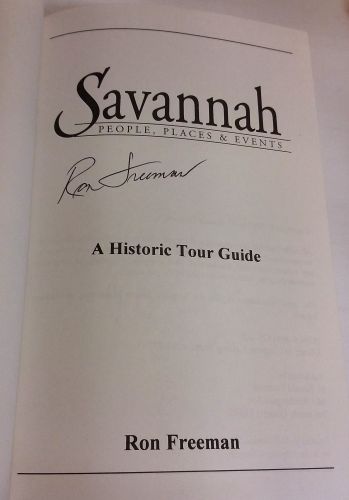 Savannah
PEOPLE, PLACES & EVENTS
Ron Freeman
A Historic Tour Guide
Ron Freeman